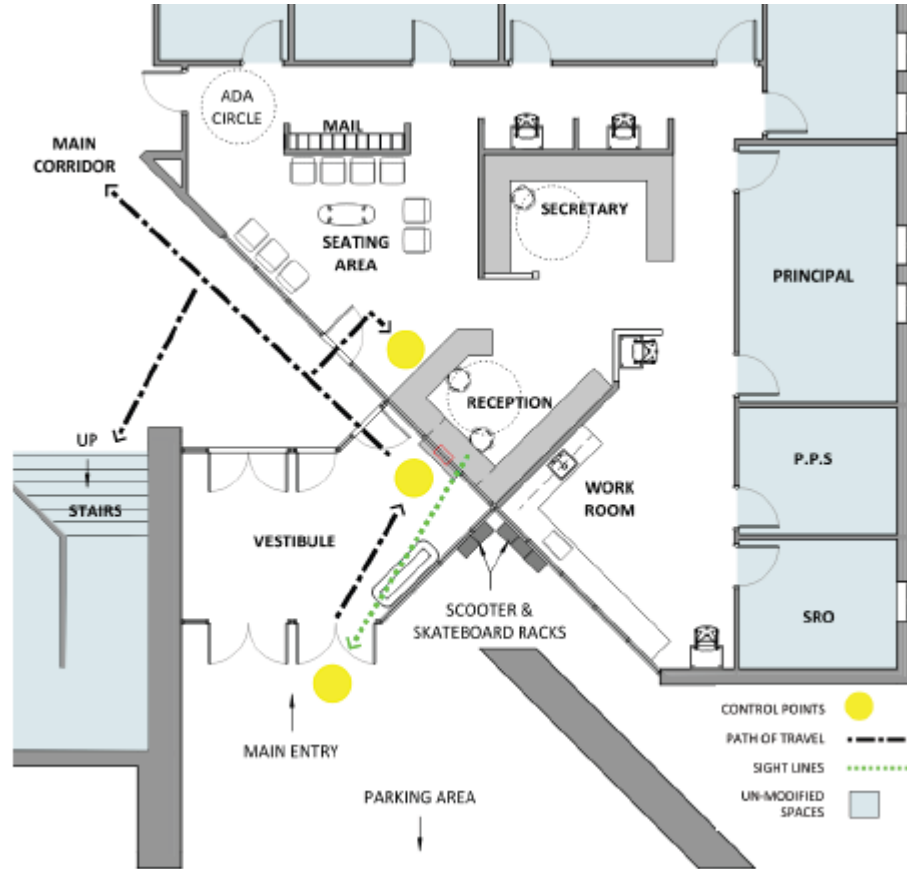 ADA
CIRCLE
MAIL
MAIN
CORRIDOR
SECRETARY
SEATING
AREA
PRINCIPAL
RECEPTION
UP
P.P.S
WORK
ROOM
STAIRS
VESTIBULE
SCOOTER &
SKATEBOARD RACKS
SRO
CONTROL POINTS
PATH OF TRAVEL
MAIN ENTRY
SIGHT LINES
PARKING AREA
UN-MODIFIED
SPACES